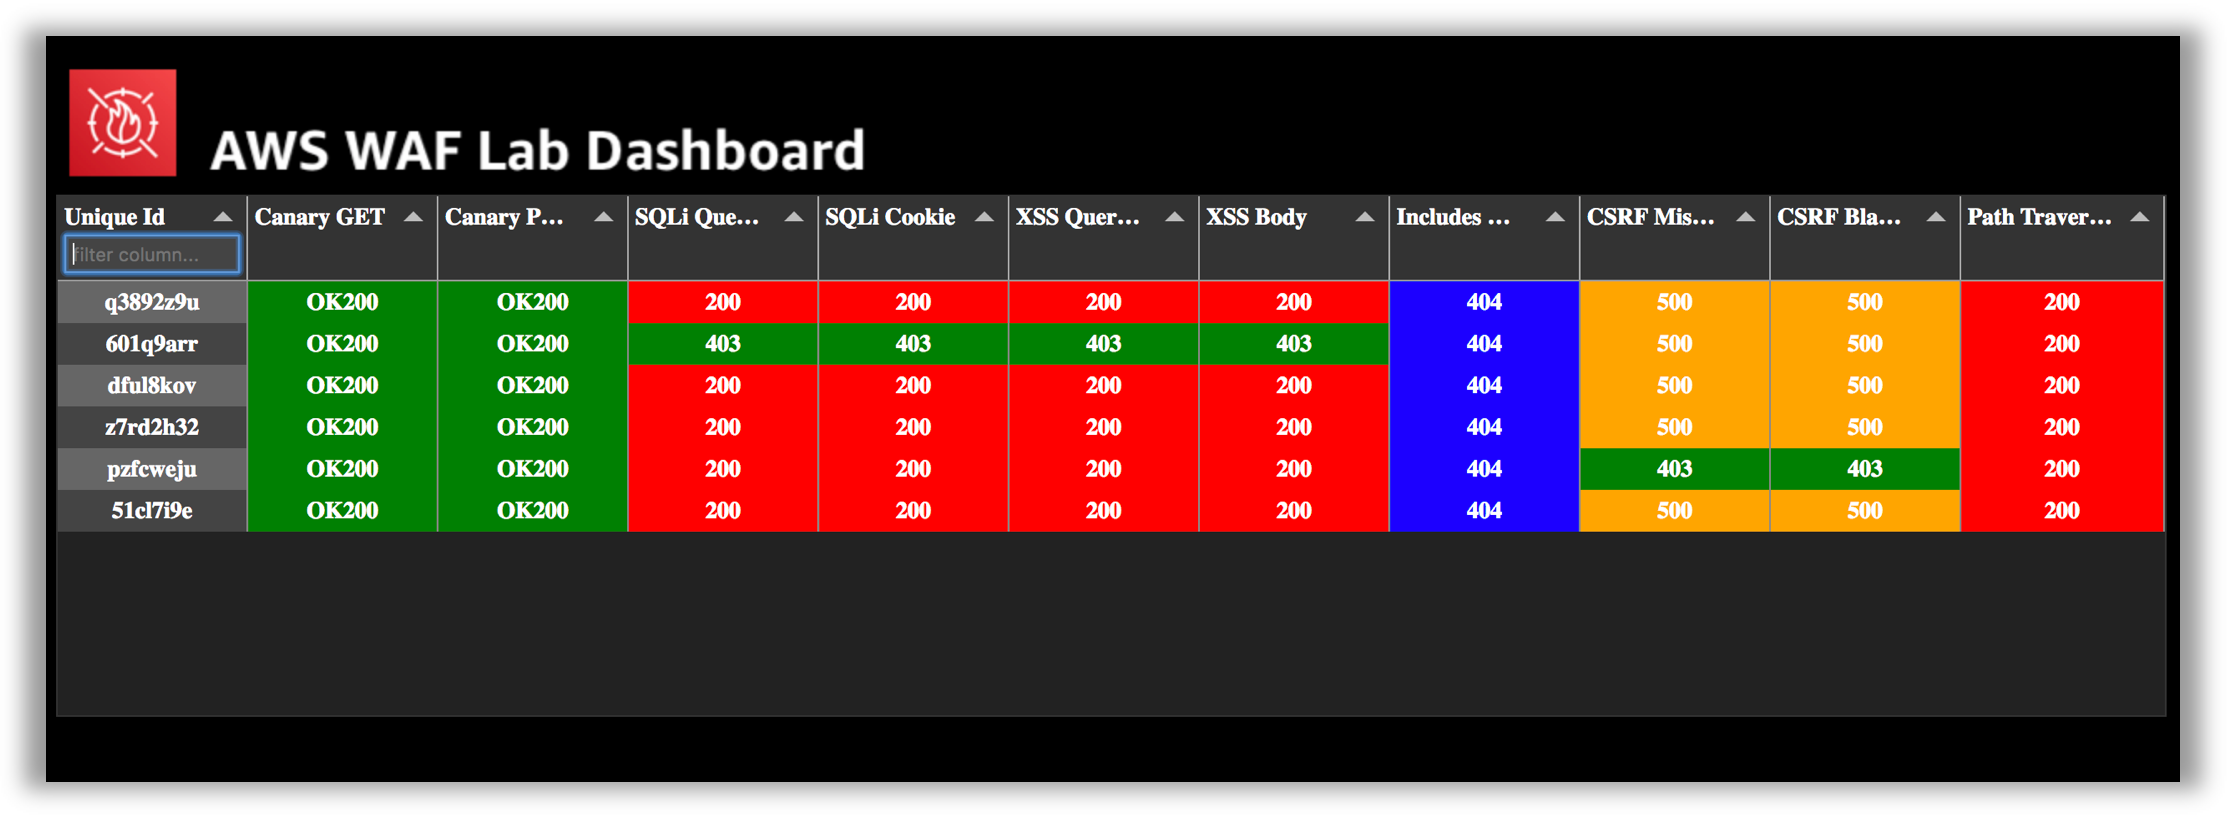 AWS WAF Lab Dashboard
Unique Id Canary GET Canary P... SQLi Que... SQLi Cookie XSS Quer... XSS Body Includes ... CSRF Mis... CSRF Bla... Path Traver...
filter column...
q3892z9u OK200 OK200 200 200 200 200 404 500 500 200
601q9arr OK200 OK200 403 403 403 403 404 500 500 200
dful8kov OK200 OK200 200 200 200 200 404 500 500 200
z7rd2h32 OK200 OK200 200 200 200 200 404 500 500 200
pzfcweju OK200 OK200 200 200 200 200 404 403 403 200
51cl7i9e OK200 OK200 200 200 200 200 404 500 500 200